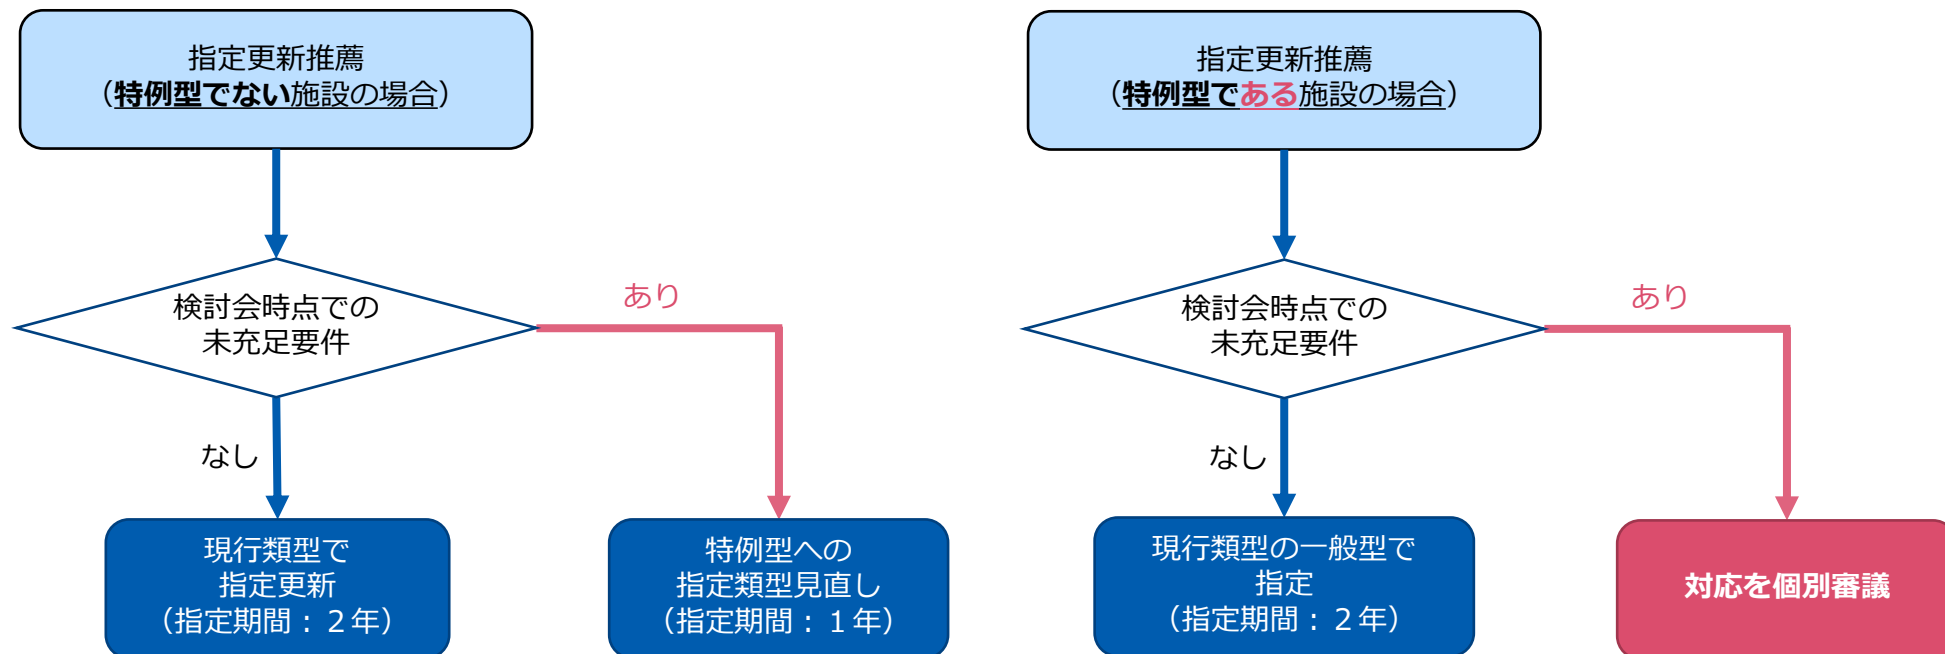 指定更新推薦
（特例型でない施設の場合）
検討会時点での
未充足要件
あり
なし
現行類型で
指定更新
（指定期間：２年）
特例型への
指定類型見直し
（指定期間：１年）
指定更新推薦
（特例型である施設の場合）
検討会時点での
未充足要件
あり
なし
現行類型の一般型で
指定
（指定期間：２年）
対応を個別審議